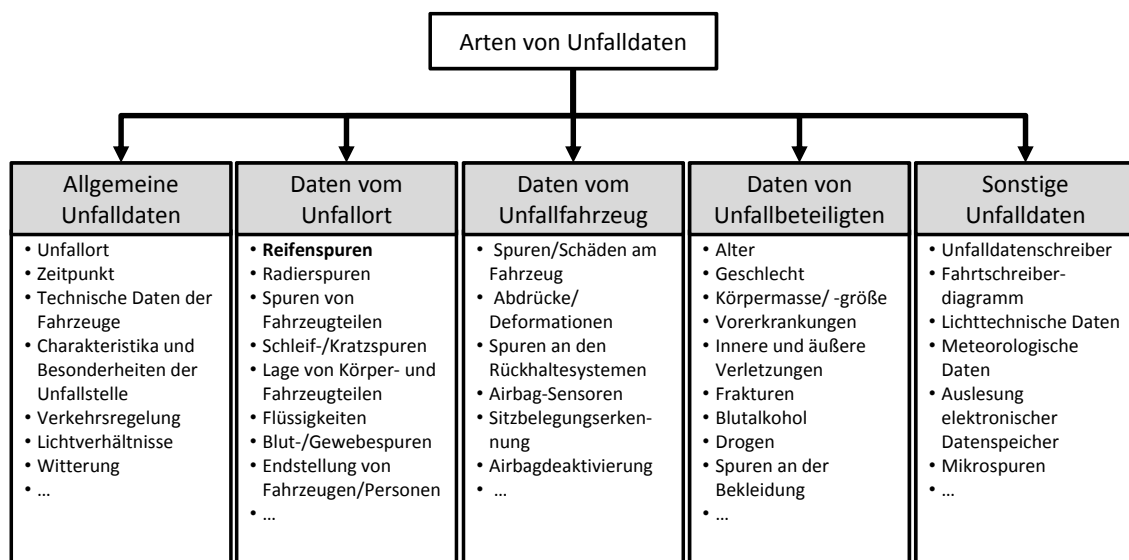 Arten von Unfalldaten
Allgemeine
Unfalldaten
• Unfallort
• Zeitpunkt
• Technische Daten der
Fahrzeuge
• Charakteristika und
Besonderheiten der
Unfallstelle
• Verkehrsregelung
• Lichtverhältnisse
• Witterung
• ...
Daten vom
Unfallort
• Reifenspuren
• Radierspuren
• Spuren von
Fahrzeugteilen
• Schleif-/Kratzspuren
• Lage von Körper- und
Fahrzeugteilen
• Flüssigkeiten
• Blut-/Gewebespuren
• Endstellung von
Fahrzeugen/Personen
• ...
Daten vom
Unfallfahrzeug
• Spuren/Schäden am
Fahrzeug
• Abdrücke/
Deformationen
• Spuren an den
Rückhaltesystemen
• Airbag-Sensoren
• Sitzbelegungserken-
nung
• Airbagdeaktivierung
• ...
Daten von
Unfallbeteiligten
• Alter
• Geschlecht
• Körpermasse/ -größe
• Vorerkrankungen
• Innere und äußere
Verletzungen
• Frakturen
• Blutalkohol
• Drogen
• Spuren an der
Bekleidung
• ...
Sonstige
Unfalldaten
• Unfalldatenschreiber
• Fahrtschreiber-
diagramm
• Lichttechnische Daten
• Meteorologische
Daten
• Auslesung
elektronischer
Datenspeicher
• Mikrospuren
• ...